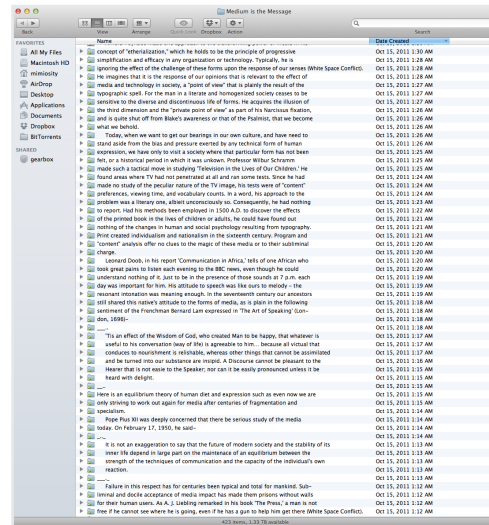 Medium is the Message
Back View Arrange Quick Look Dropbox Action Search
Name Date Created
FAVORITES
All My Files
Macintosh HD
mimiosity
AirDrop
Desktop
Applications
Documents
Dropbox
BitTorrents
SHARED
gearbox
concept of "etherialization," which he holds to be the principle of progressive Oct 15, 2011 1:30 AM
simplification and efficacy in any organization or technology. Typically, he is Oct 15, 2011 1:28 AM
ignoring the effect of the challenge of these forms upon the response of our senses (White Space Conflict). Oct 15, 2011 1:28 AM
He imagines that it is the response of our opinions that is relevant to the effect of Oct 15, 2011 1:28 AM
media and technology in society, a "point of view" that is plainly the result of the Oct 15, 2011 1:27 AM
typographic spell. For the man in a literate and homogenized society ceases to be Oct 15, 2011 1:27 AM
sensitive to the diverse and discontinuous life of forms. He acquires the illusion of Oct 15, 2011 1:27 AM
the third dimension and the "private point of view" as part of his Narcissus fixation, Oct 15, 2011 1:26 AM
and is quite shut off from Blake's awareness or that of the Psalmist, that we become Oct 15, 2011 1:26 AM
what we behold. Oct 15, 2011 1:26 AM
Today, when we want to get our bearings in our own culture, and have need to Oct 15, 2011 1:26 AM
stand aside from the bias and pressure exerted by any technical form of human Oct 15, 2011 1:26 AM
expression, we have only to visit a society where that particular form has not been Oct 15, 2011 1:25 AM
felt, or a historical period in which it was unkown. Professor Wilbur Schramm Oct 15, 2011 1:25 AM
made such a tactical move in studying 'Television in the Lives of Our Children.' He Oct 15, 2011 1:25 AM
found areas where TV had not penetrated at all and ran some tests. Since he had Oct 15, 2011 1:24 AM
made no study of the peculiar nature of the TV image, his tests were of "content" Oct 15, 2011 1:24 AM
preferences, viewing time, and vocabulary counts. In a word, his approach to the Oct 15, 2011 1:24 AM
problem was a literary one, albeit unconsciously so. Consequently, he had nothing Oct 15, 2011 1:23 AM
to report. Had his methods been employed in 1500 A.D. to discover the effects Oct 15, 2011 1:22 AM
of the printed book in the lives of children or adults, he could have found out Oct 15, 2011 1:21 AM
nothing of the changes in human and social psychology resulting from typography. Oct 15, 2011 1:21 AM
Print created individualism and nationalism in the sixteenth century. Program and Oct 15, 2011 1:21 AM
"content" analysis offer no clues to the magic of these media or to their subliminal Oct 15, 2011 1:20 AM
charge. Oct 15, 2011 1:20 AM
Leonard Doob, in his report 'Communication in Africa,' tells of one African who Oct 15, 2011 1:20 AM
took great pains to listen each evening to the BBC news, even though he could Oct 15, 2011 1:20 AM
understand nothing of it. Just to be in the presence of those sounds at 7 p.m. each Oct 15, 2011 1:19 AM
day was important for him. His attitude to speech was like ours to melody – the Oct 15, 2011 1:19 AM
resonant intonation was meaning enough. In the seventeenth century our ancestors Oct 15, 2011 1:19 AM
still shared this native's attitude to the forms of media, as is plain in the following Oct 15, 2011 1:18 AM
sentiment of the Frenchman Bernard Lam expressed in 'The Art of Speaking' (Lon- Oct 15, 2011 1:18 AM
don, 1696)- Oct 15, 2011 1:18 AM
'Tis an effect of the Wisdom of God, who created Man to be happy, that whatever is Oct 15, 2011 1:17 AM
useful to his conversation (way of life) is agreeable to him... because all victual that Oct 15, 2011 1:17 AM
conduces to nourishment is relishable, whereas other things that cannot be assimilated Oct 15, 2011 1:17 AM
and be turned into our substance are insipid. A Discourse cannot be pleasant to the Oct 15, 2011 1:16 AM
Hearer that is not easie to the Speaker; nor can it be easily pronounced unless it be Oct 15, 2011 1:15 AM
heard with delight. Oct 15, 2011 1:15 AM
Here is an equilibrium theory of human diet and expression such as even now we are Oct 15, 2011 1:15 AM
only striving to work out again for media after centuries of fragmentation and Oct 15, 2011 1:15 AM
specialism. Oct 15, 2011 1:14 AM
Pope Pius XII was deeply concerned that there be serious study of the media Oct 15, 2011 1:14 AM
today. On February 17, 1950, he said- Oct 15, 2011 1:14 AM
It is not an exaggeration to say that the future of modern society and the stability of its Oct 15, 2011 1:14 AM
inner life depend in large part on the maintenace of an equilibrium between the Oct 15, 2011 1:13 AM
strength of the techniques of communication and the capacity of the individual's own Oct 15, 2011 1:13 AM
reaction. Oct 15, 2011 1:13 AM
Failure in this respect has for centuries been typical and total for mankind. Sub- Oct 15, 2011 1:13 AM
liminal and docile acceptance of media impact has made them prisons without walls Oct 15, 2011 1:12 AM
for their human users. As A. J. Liebling remarked in his book 'The Press,' a man is not Oct 15, 2011 1:12 AM
free if he cannot see where he is going, even if he has a gun to help him get there (White Space Conflict). Oct 15, 2011 1:12 AM
423 items, 1.33 TB available